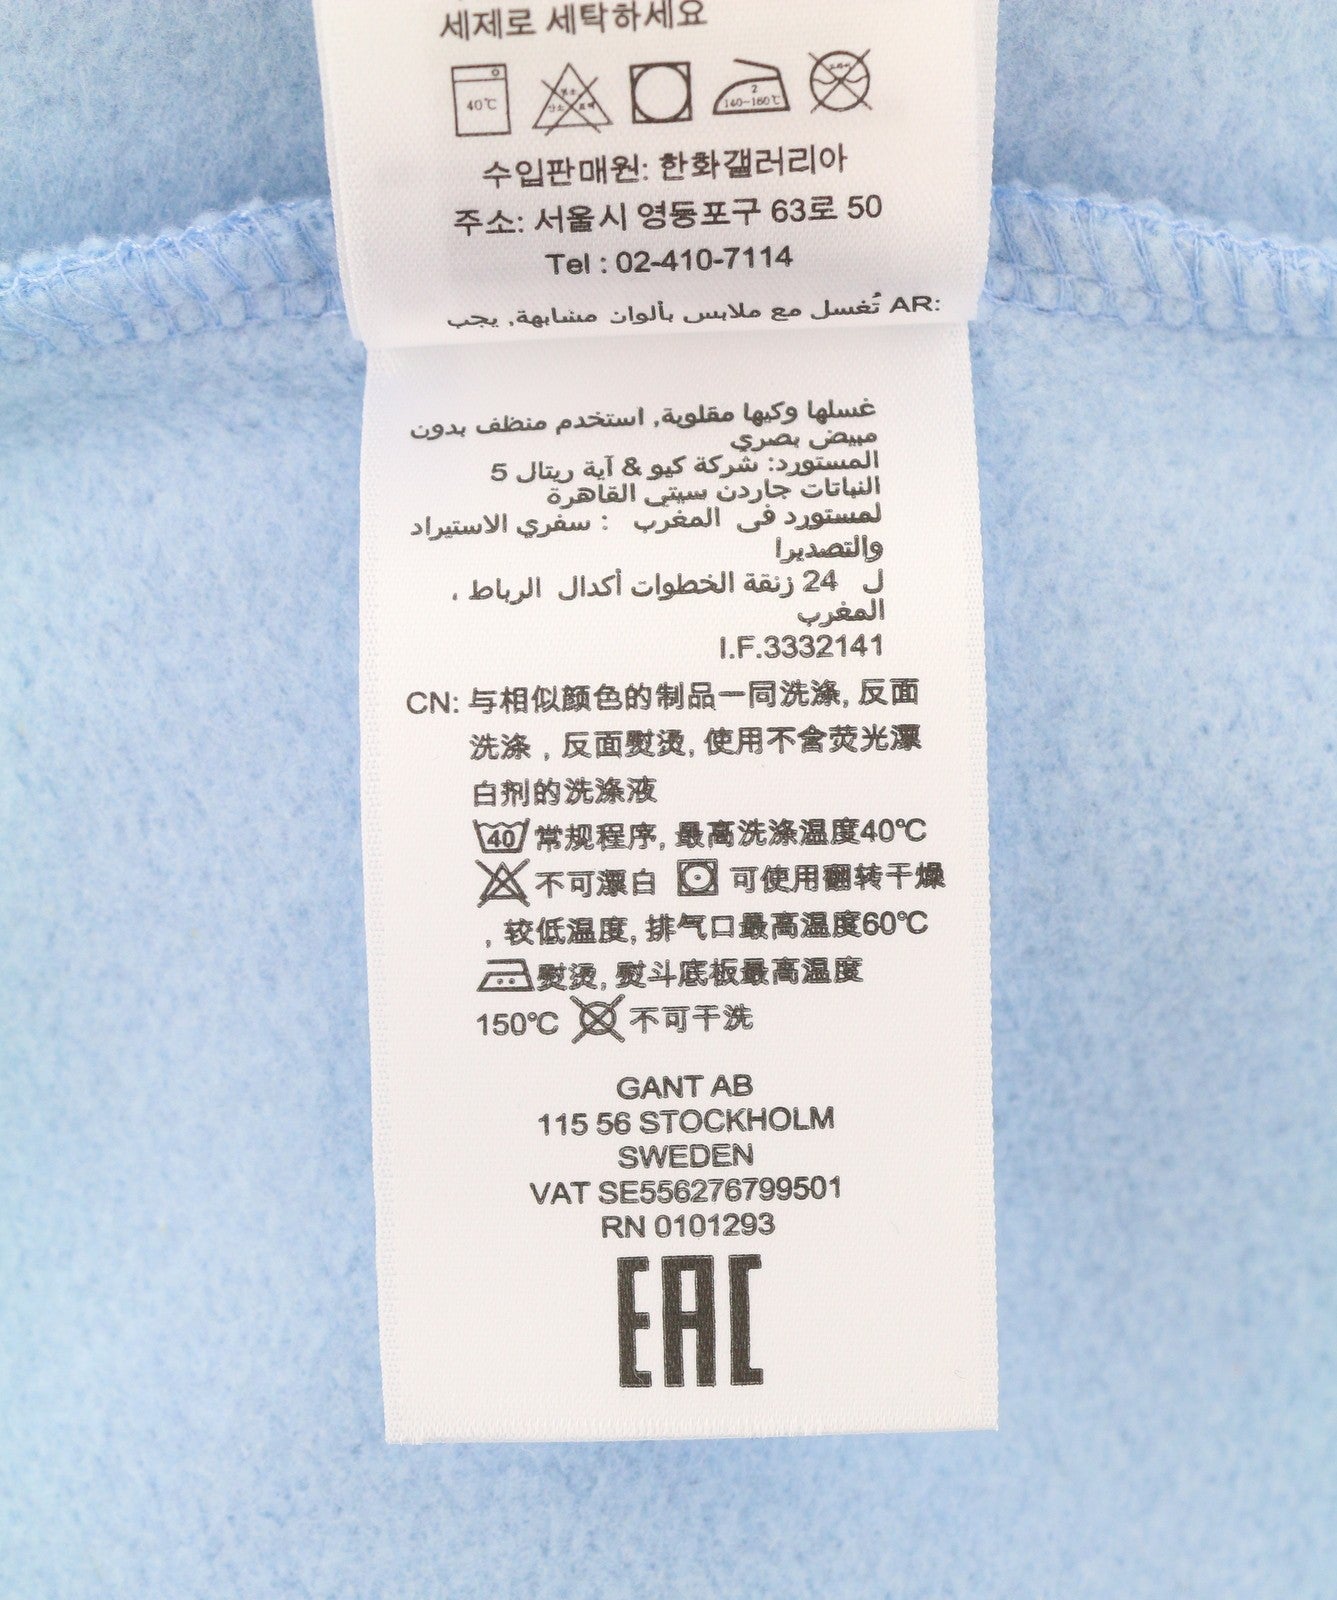 세제로 세탁하세요
40℃
2
140~160℃
수입판매원: 한화갤러리아
주소: 서울시 영등포구 63로 50
Tel : 02-410-7114
AR: تُغسل مع ملابس بألوان مشابهة, يجب
غسلها وكيها مقلوبة, استخدم منظف بدون
مبيض بصري
المستورد: شركة كيو & آية ريتال 5
النباتات جاردن سيتي القاهرة
لمستورد فى المغرب : سفري الاستيراد
والتصديرا
ل 24 زنقة الخطوات أكدال الرباط ،
المغرب
I.F.3332141
CN: 与相似颜色的制品一同洗涤, 反面
洗涤 , 反面熨烫, 使用不含荧光漂
白剂的洗涤液
40 常规程序, 最高洗涤温度40℃
不可漂白 可使用翻转干燥
, 较低温度, 排气口最高温度60℃
熨烫, 熨斗底板最高温度
150℃ 不可干洗
GANT AB
115 56 STOCKHOLM
SWEDEN
VAT SE556276799501
RN 0101293
EAC